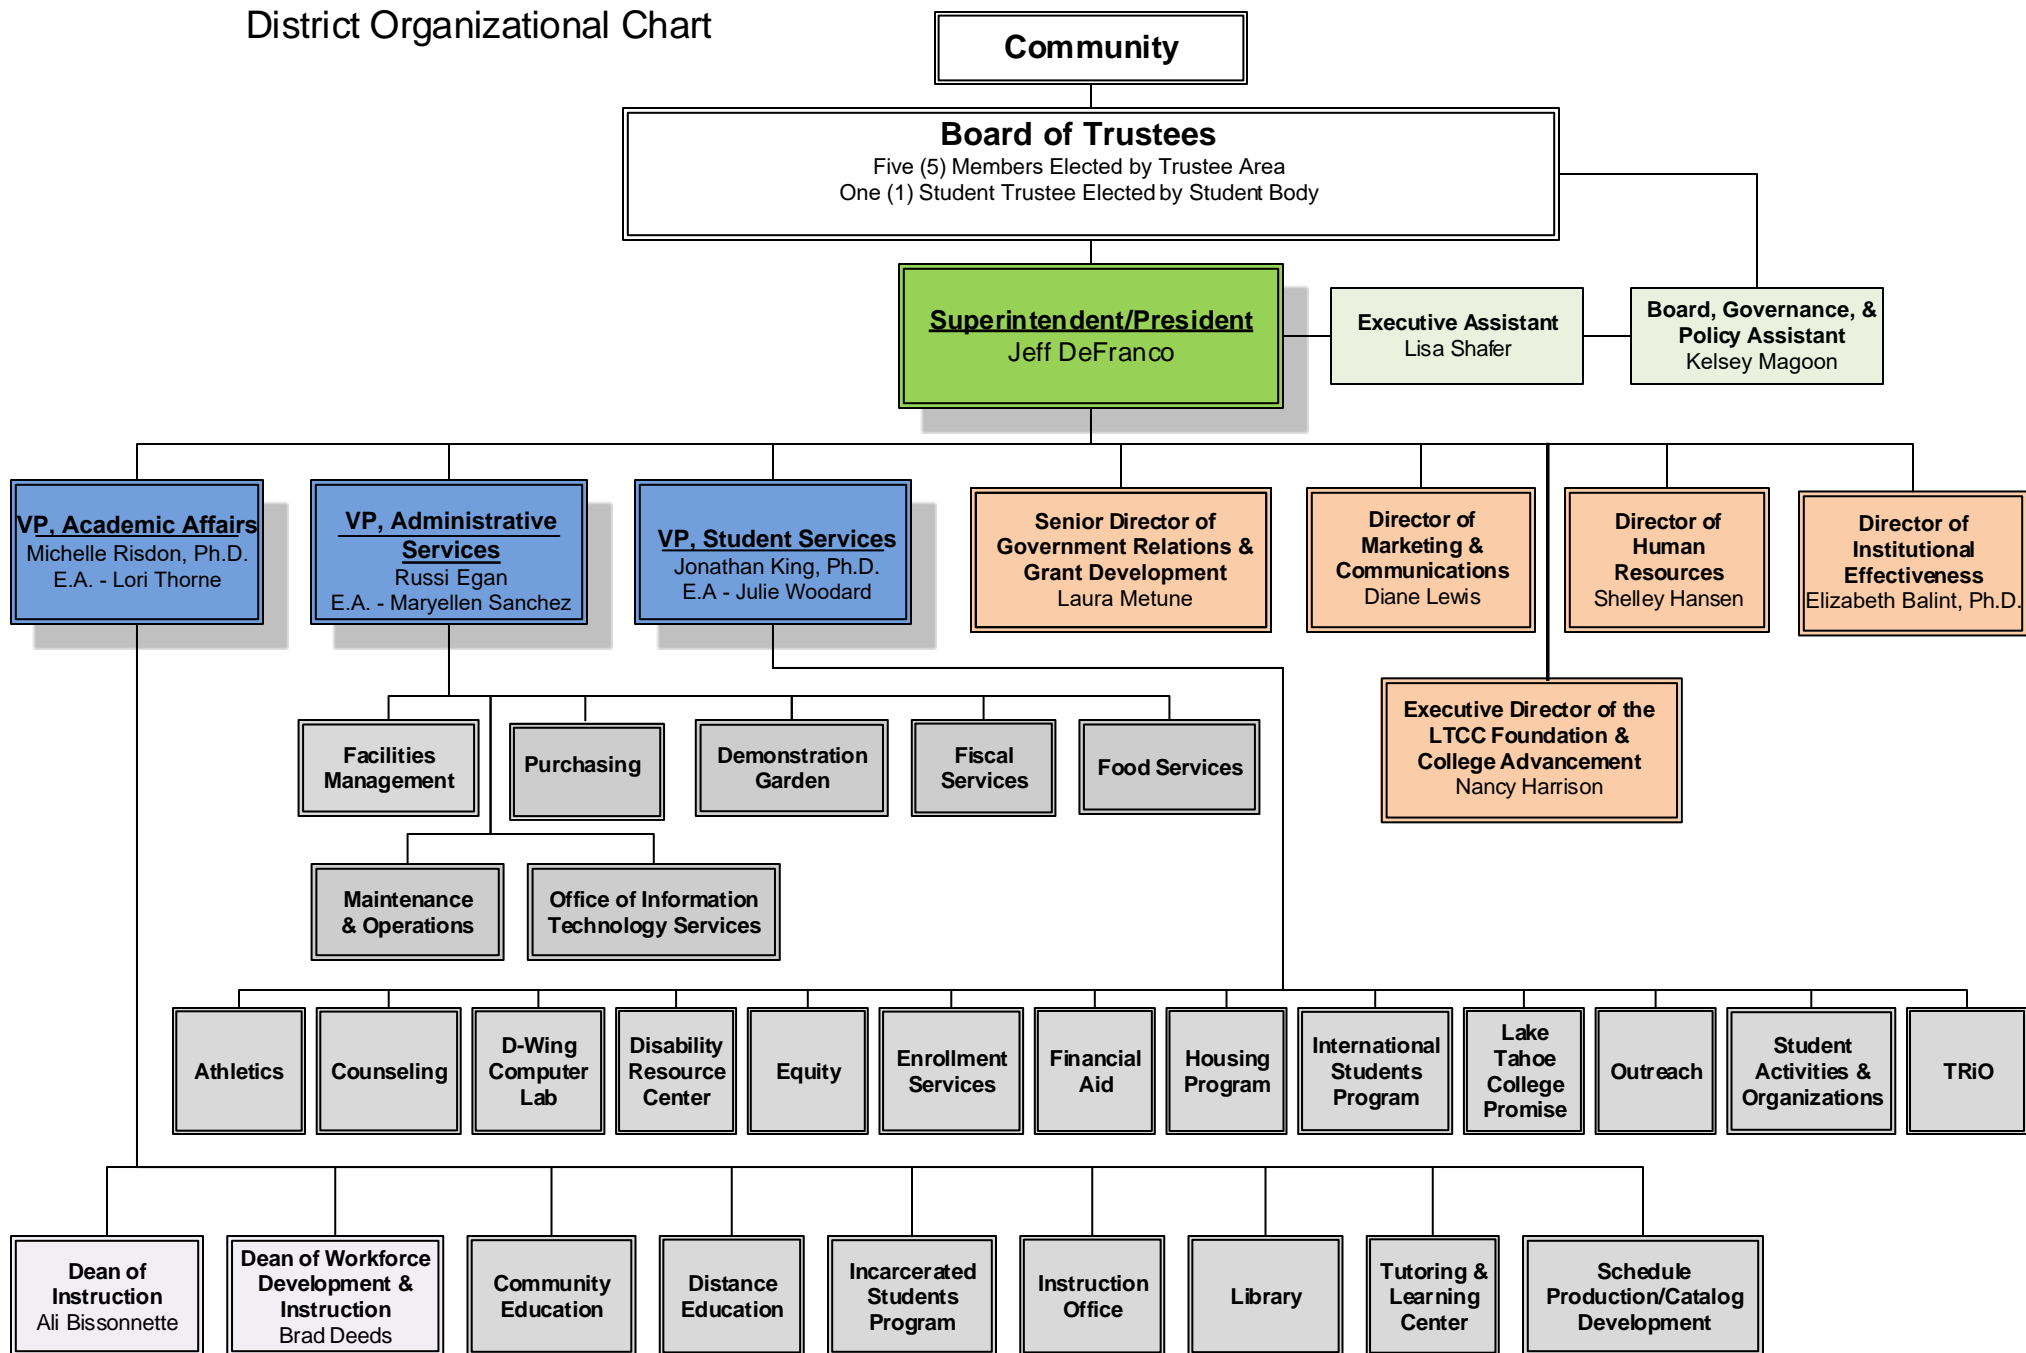 District Organizational Chart
Community
Board of Trustees
Five (5) Members Elected by Trustee Area
One (1) Student Trustee Elected by Student Body
Superintendent/President
Jeff DeFranco
Executive Assistant
Lisa Shafer
Board, Governance, &
Policy Assistant
Kelsey Magoon
VP, Academic Affairs
Michelle Risdon, Ph.D.
E.A. - Lori Thorne
VP, Administrative
Services
Russi Egan
E.A. - Maryellen Sanchez
VP, Student Services
Jonathan King, Ph.D.
E.A - Julie Woodard
Senior Director of
Government Relations &
Grant Development
Laura Metune
Director of
Marketing &
Communications
Diane Lewis
Director of
Human
Resources
Shelley Hansen
Director of
Institutional
Effectiveness
Elizabeth Balint, Ph.D.
Executive Director of the
LTCC Foundation &
College Advancement
Nancy Harrison
Facilities
Management
Purchasing
Demonstration
Garden
Fiscal
Services
Food Services
Maintenance
& Operations
Office of Information
Technology Services
Athletics
Counseling
D-Wing
Computer
Lab
Disability
Resource
Center
Equity
Enrollment
Services
Financial
Aid
Housing
Program
International
Students
Program
Lake
Tahoe
College
Promise
Outreach
Student
Activities &
Organizations
TRiO
Dean of
Instruction
Ali Bissonnette
Dean of Workforce
Development &
Instruction
Brad Deeds
Community
Education
Distance
Education
Incarcerated
Students
Program
Instruction
Office
Library
Tutoring &
Learning
Center
Schedule
Production/Catalog
Development